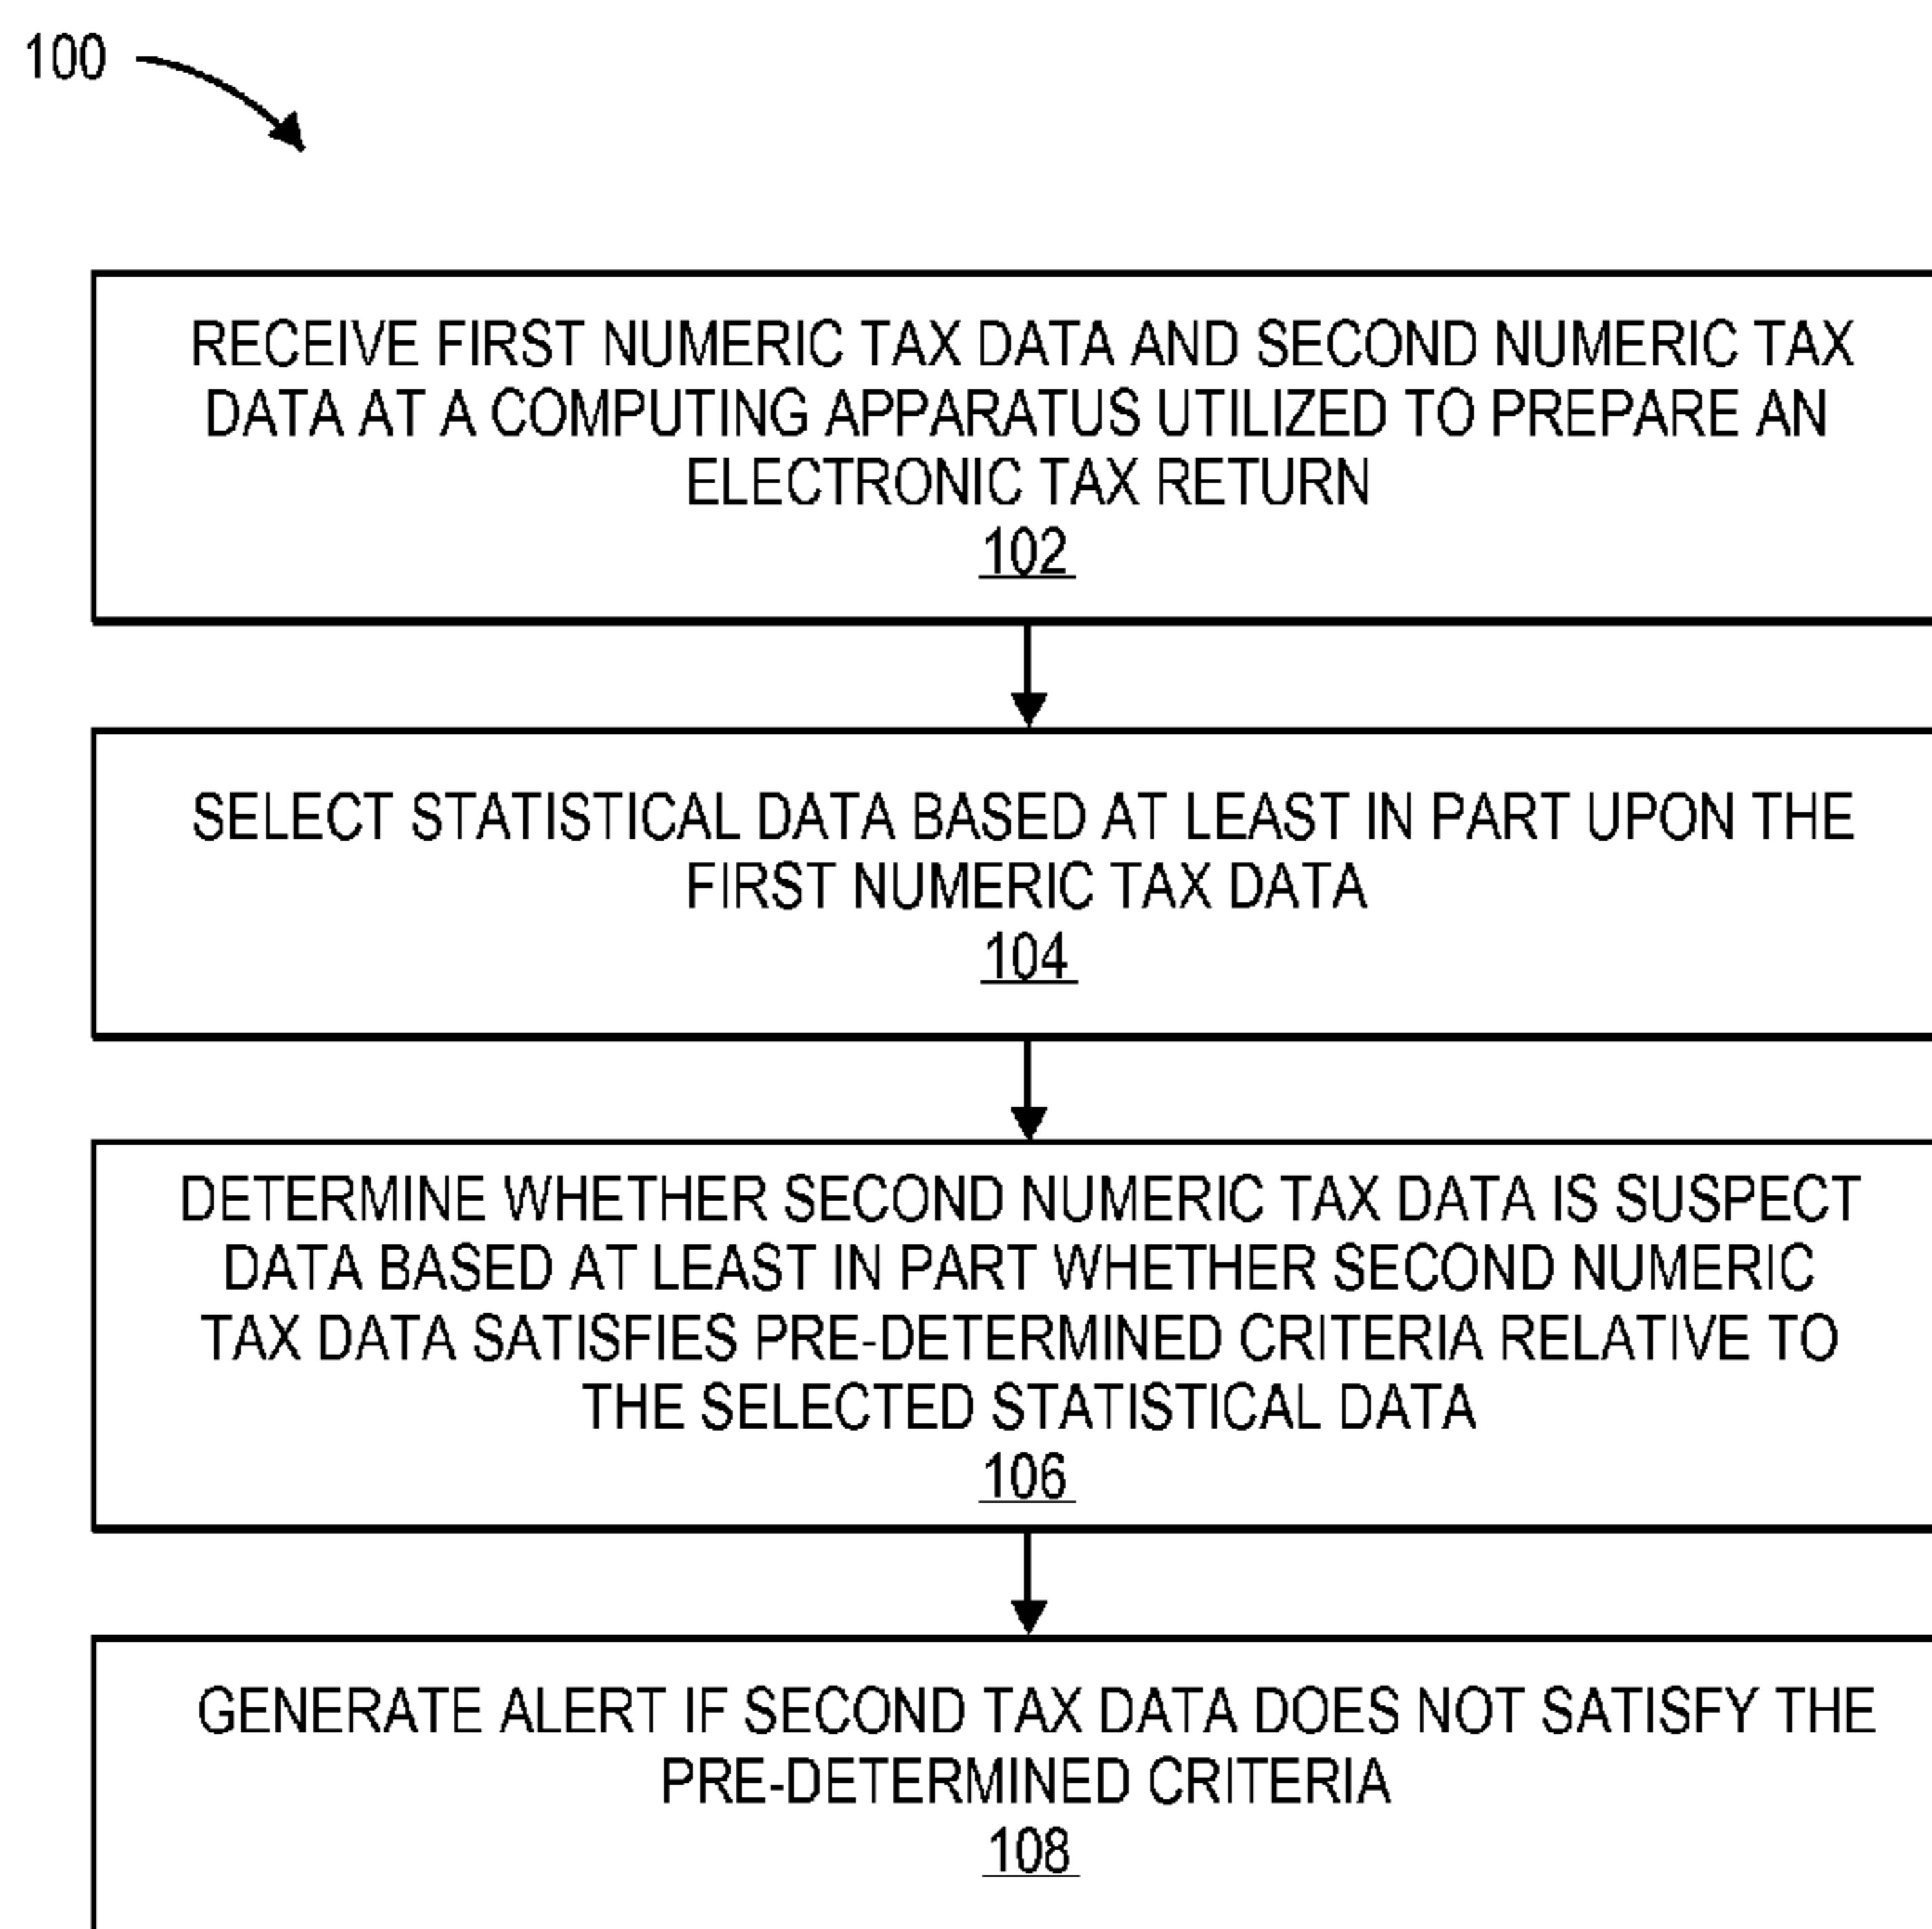 100
RECEIVE FIRST NUMERIC TAX DATA AND SECOND NUMERIC TAX
DATA AT A COMPUTING APPARATUS UTILIZED TO PREPARE AN
ELECTRONIC TAX RETURN
102
SELECT STATISTICAL DATA BASED AT LEAST IN PART UPON THE
FIRST NUMERIC TAX DATA
104
DETERMINE WHETHER SECOND NUMERIC TAX DATA IS SUSPECT
DATA BASED AT LEAST IN PART WHETHER SECOND NUMERIC
TAX DATA SATISFIES PRE-DETERMINED CRITERIA RELATIVE TO
THE SELECTED STATISTICAL DATA
106
GENERATE ALERT IF SECOND TAX DATA DOES NOT SATISFY THE
PRE-DETERMINED CRITERIA
108